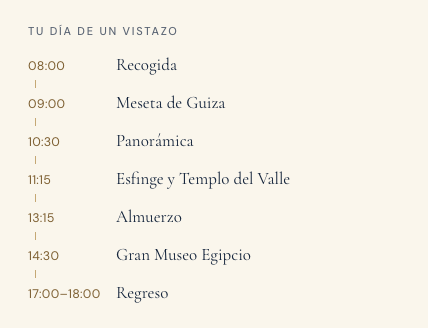 TU DÍA DE UN VISTAZO
08:00 Recogida
09:00 Meseta de Guiza
10:30 Panorámica
11:15 Esfinge y Templo del Valle
13:15 Almuerzo
14:30 Gran Museo Egipcio
17:00–18:00 Regreso